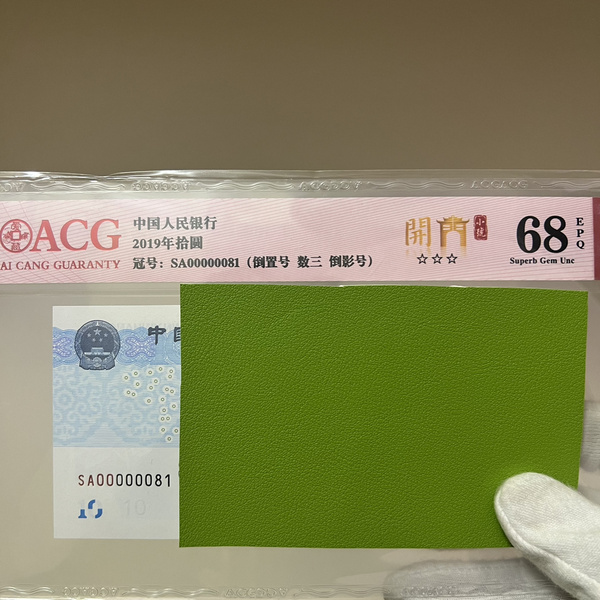 ACG
AI CANG GUARANTY
中国人民银行
2019年拾圆
冠号：SA00000081（倒置号 数三 倒影号）
開門
☆☆☆
68
EPQ
Superb Gem Unc
中国
SA00000081
10